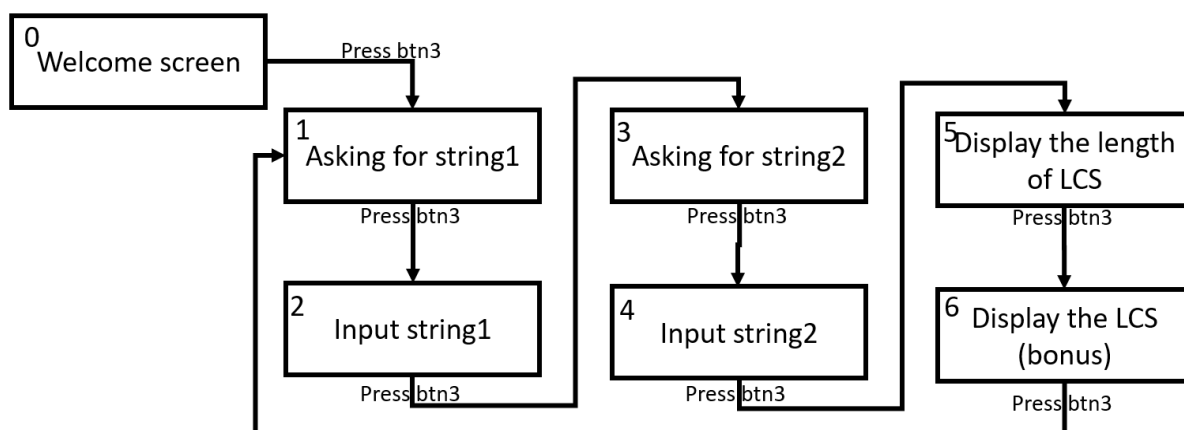 0
Welcome screen
Press btn3
1
Asking for string1
Press btn3
2
Input string1
Press btn3
3
Asking for string2
Press btn3
4
Input string2
Press btn3
5
Display the length
of LCS
Press btn3
6
Display the LCS
(bonus)
Press btn3